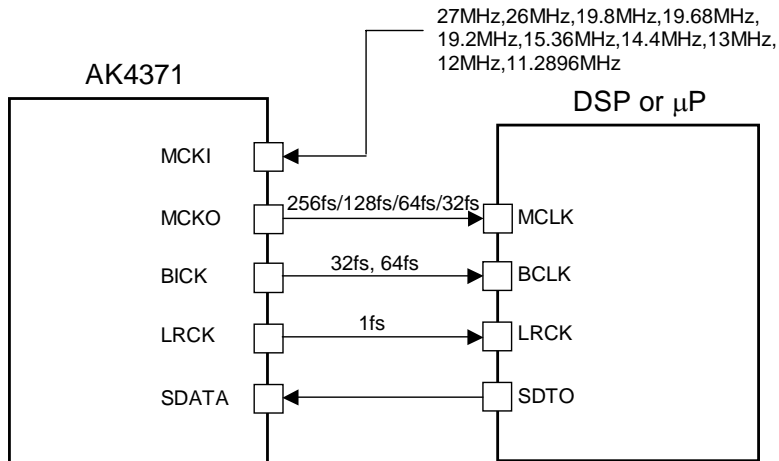 27MHz,26MHz,19.8MHz,19.68MHz,
19.2MHz,15.36MHz,14.4MHz,13MHz,
12MHz,11.2896MHz
AK4371
DSP or μP
MCKI
MCKO
256fs/128fs/64fs/32fs
MCLK
BICK
32fs, 64fs
BCLK
LRCK
1fs
LRCK
SDATA
SDTO